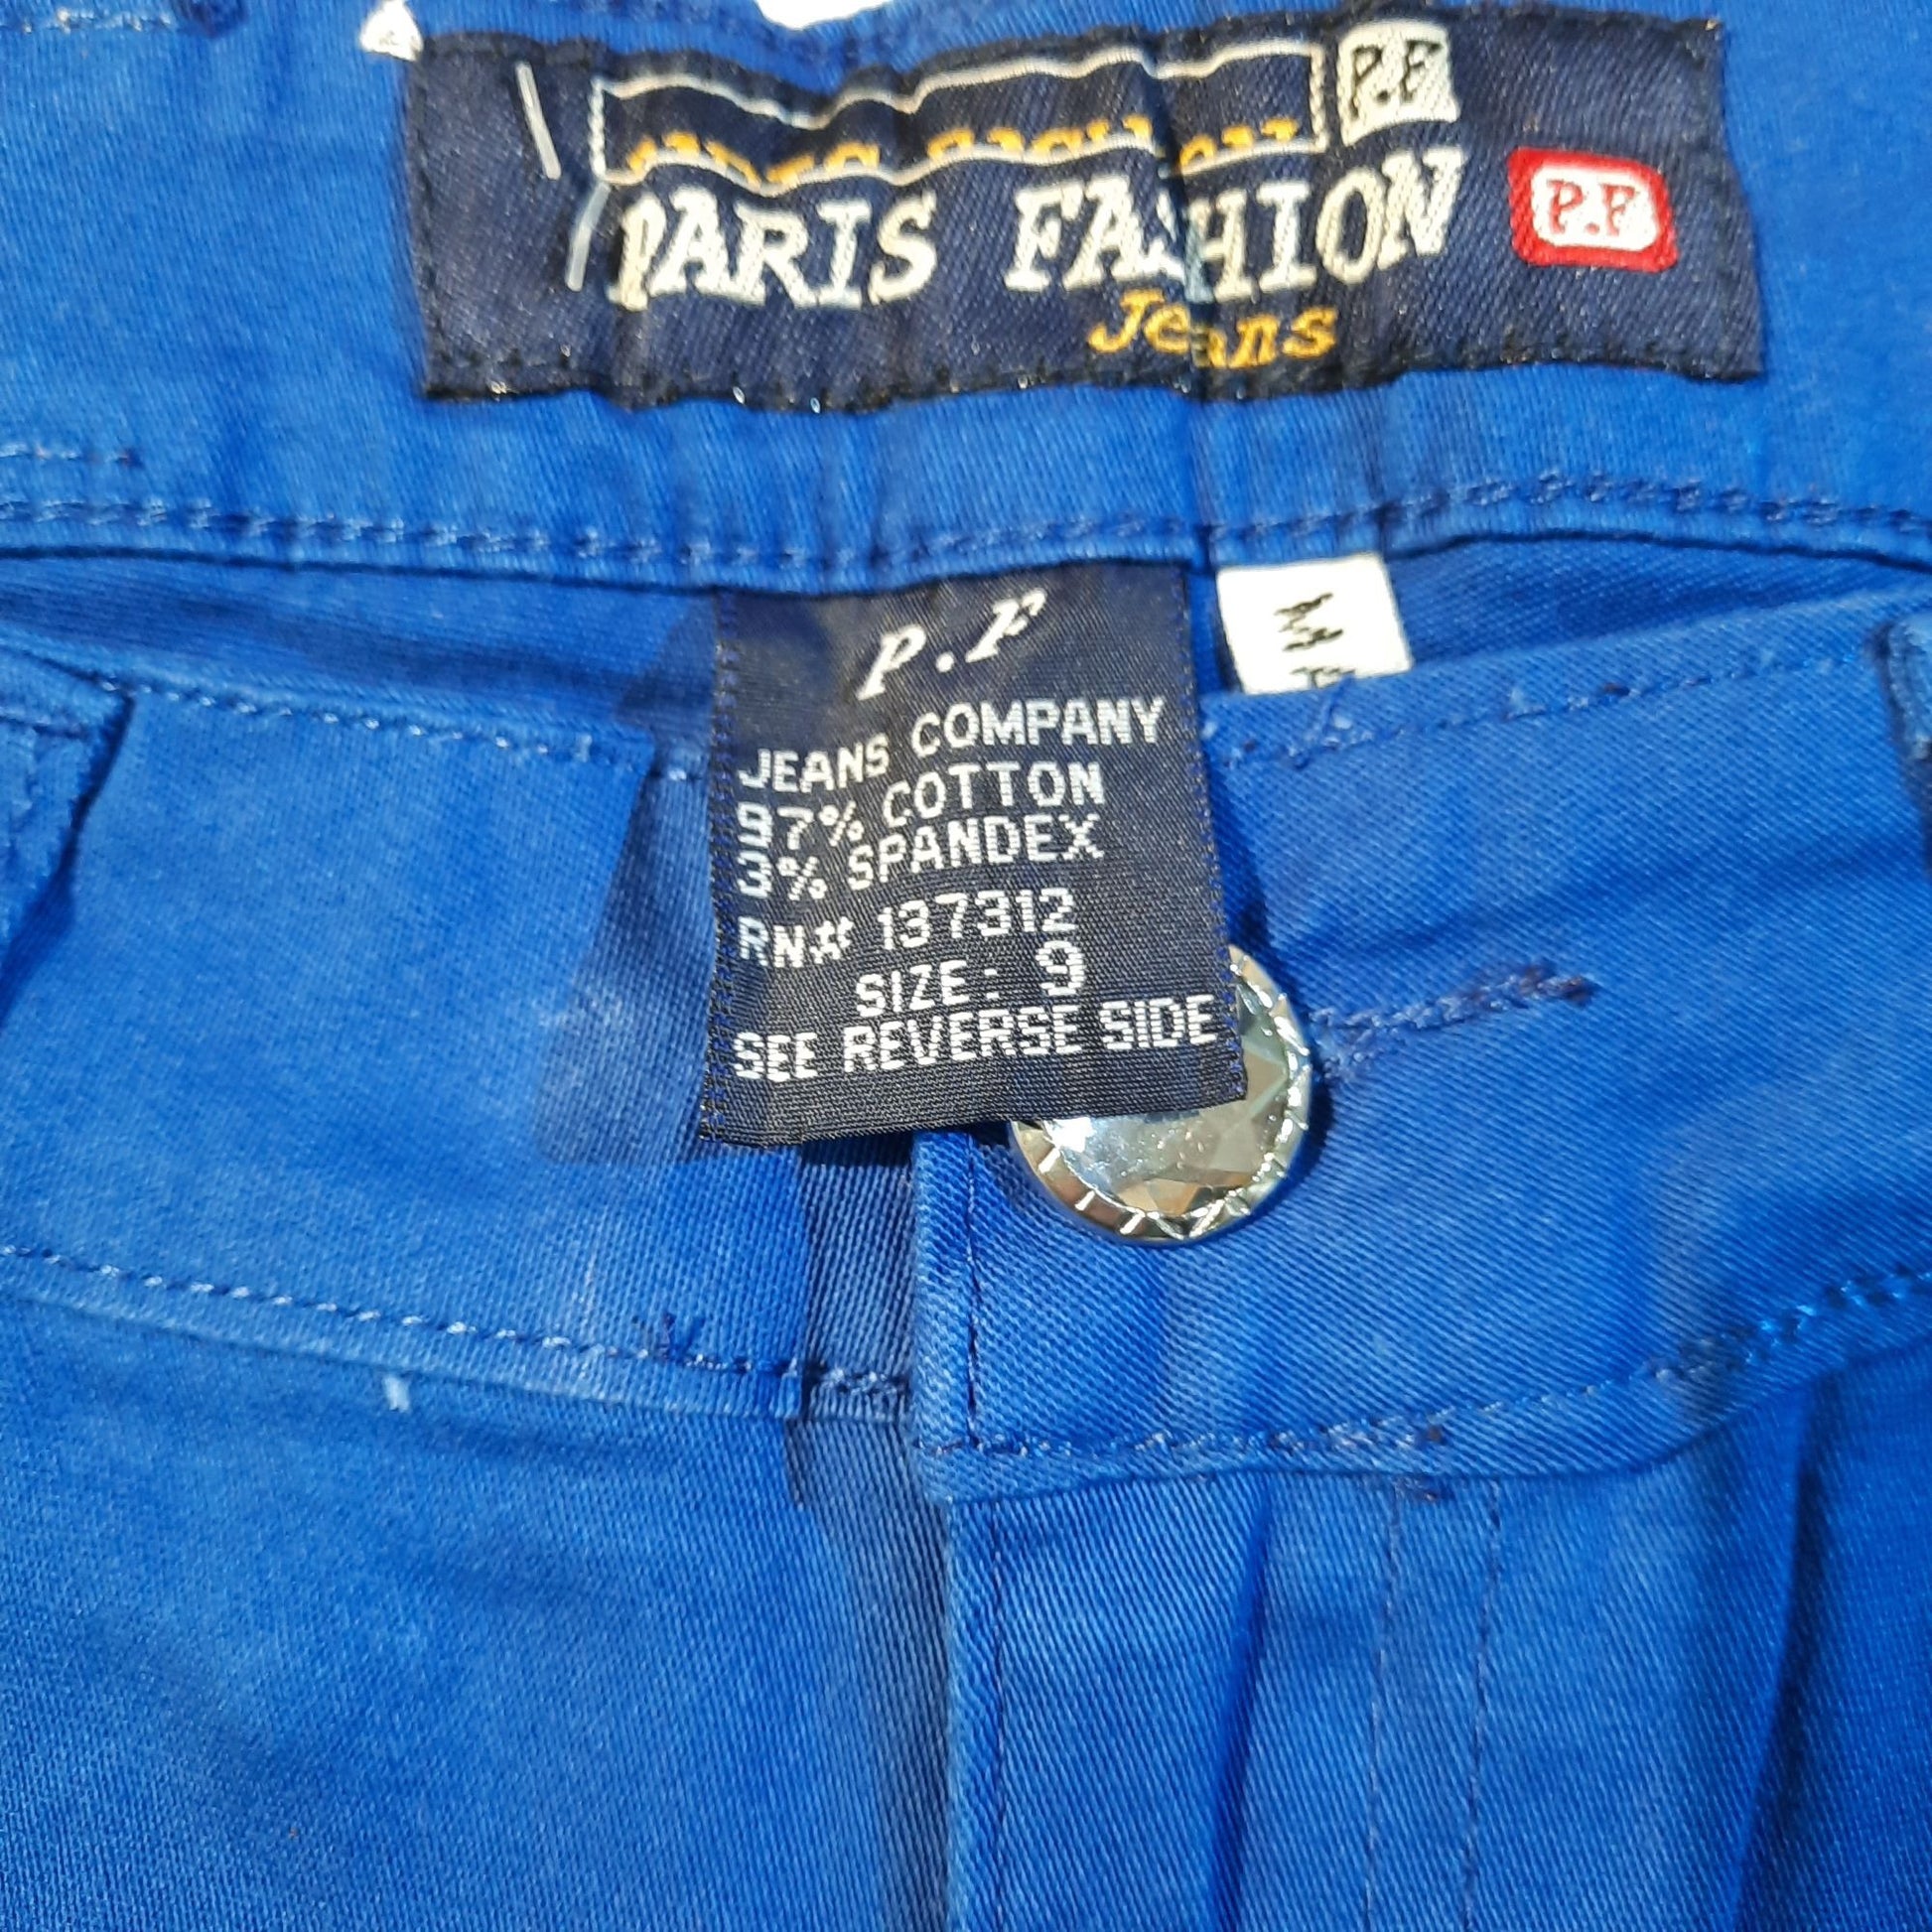 P.F
PARIS FASHION
P.F
Jeans
P.F
JEANS COMPANY
97% COTTON
3% SPANDEX
RN# 137312
SIZE: 9
SEE REVERSE SIDE